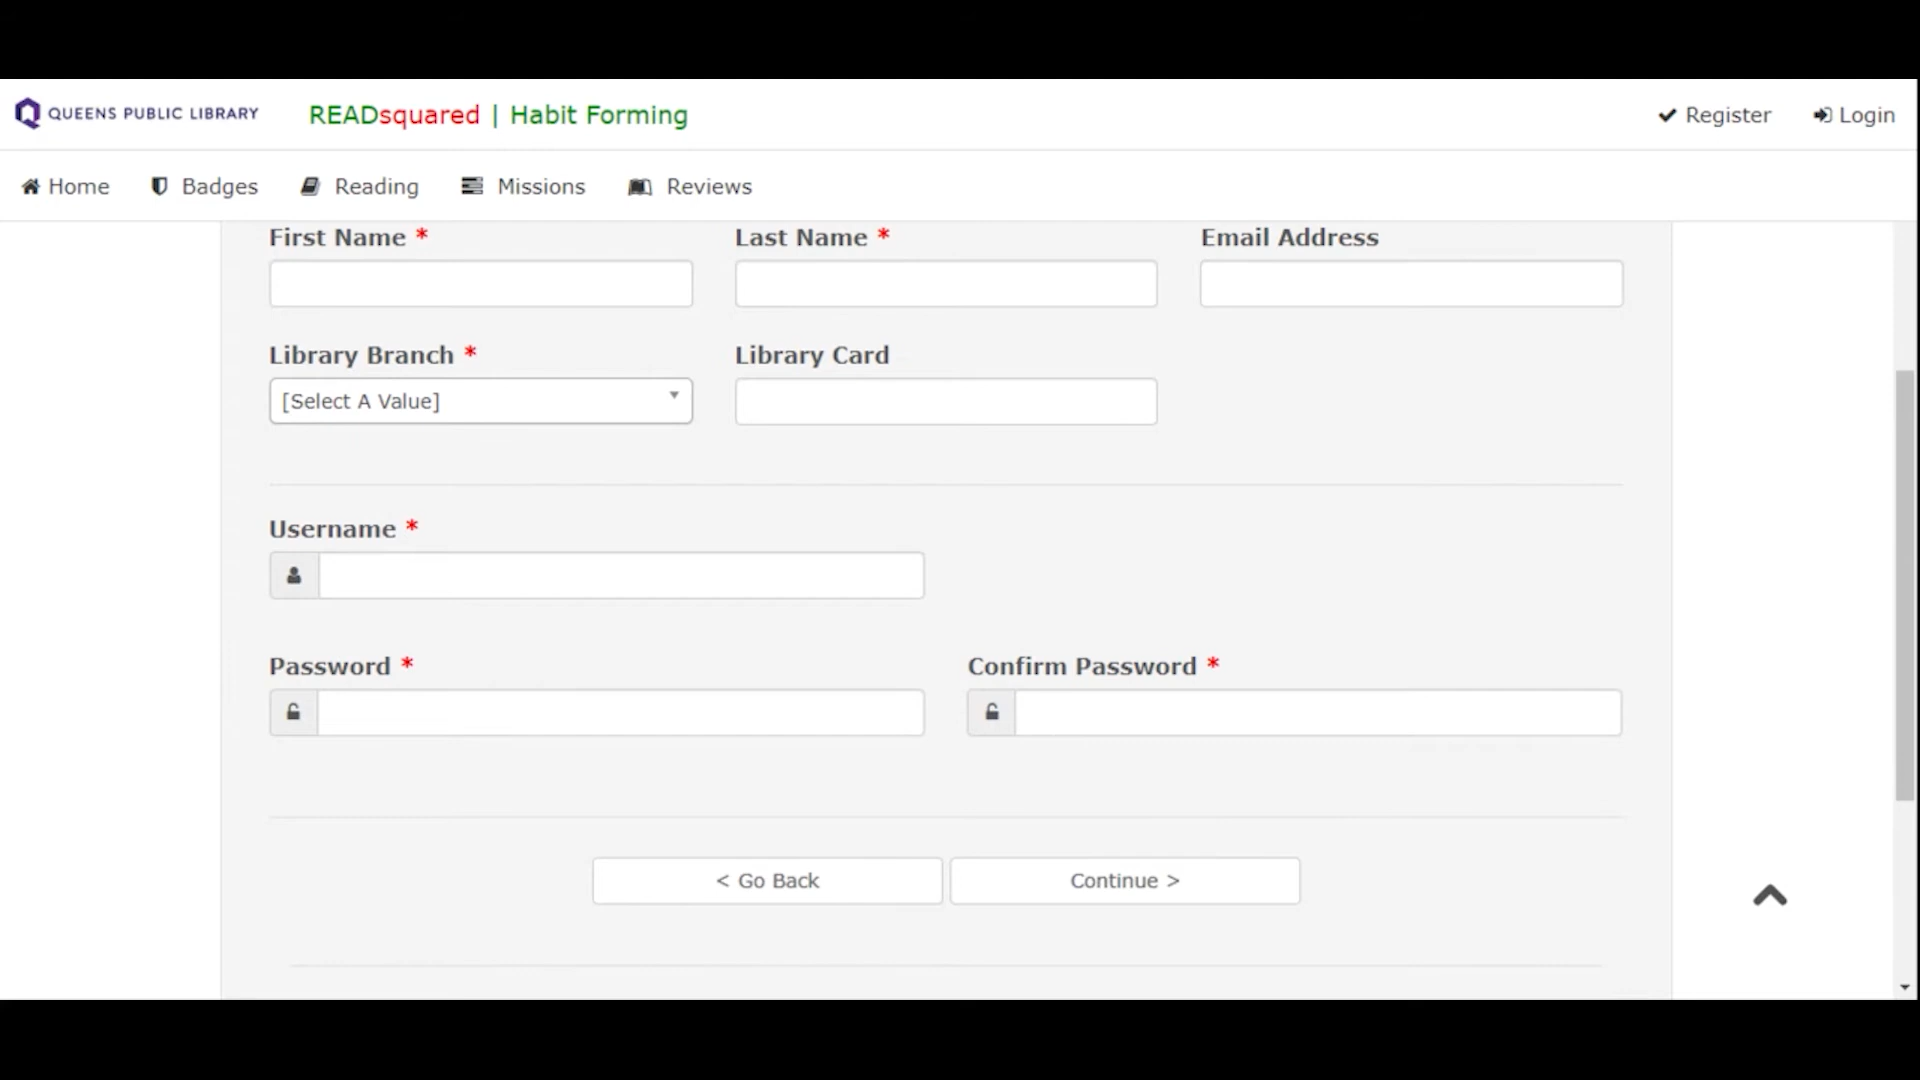 QUEENS PUBLIC LIBRARY READsquared | Habit Forming Register Login
Home Badges Reading Missions Reviews
First Name * Last Name * Email Address
Library Branch * Library Card
[Select A Value]
Username *
Password * Confirm Password *
< Go Back Continue >